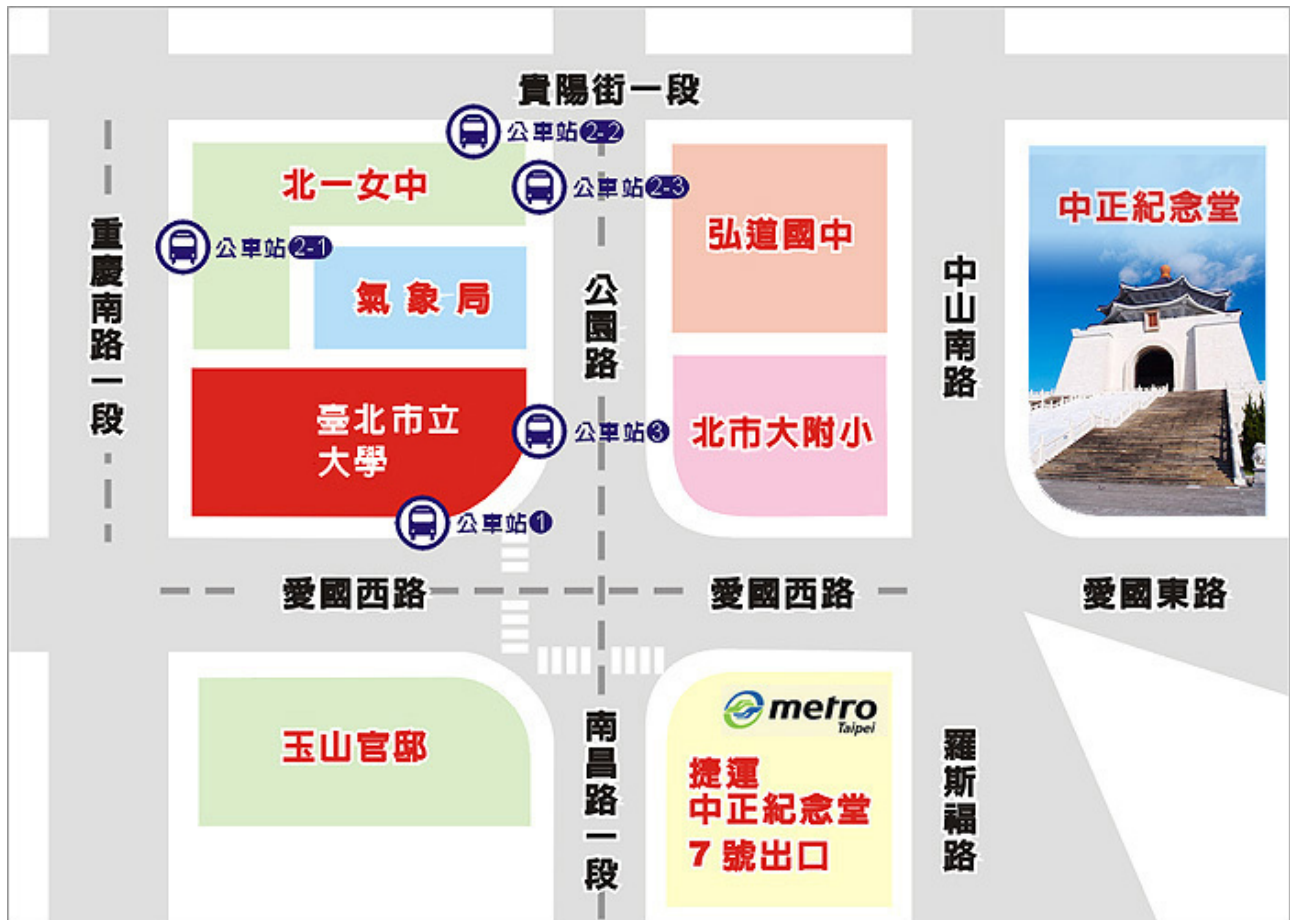 貴陽街一段
公車站2-2
北一女中
公車站2-3
弘道國中
中正紀念堂
公車站2-1
氣象局
重慶南路一段
公園路
中山南路
臺北市立
大學
公車站3
北市大附小
公車站1
愛國西路
愛國西路
愛國東路
玉山官邸
南昌路一段
metro
Taipei
捷運
中正紀念堂
7號出口
羅斯福路